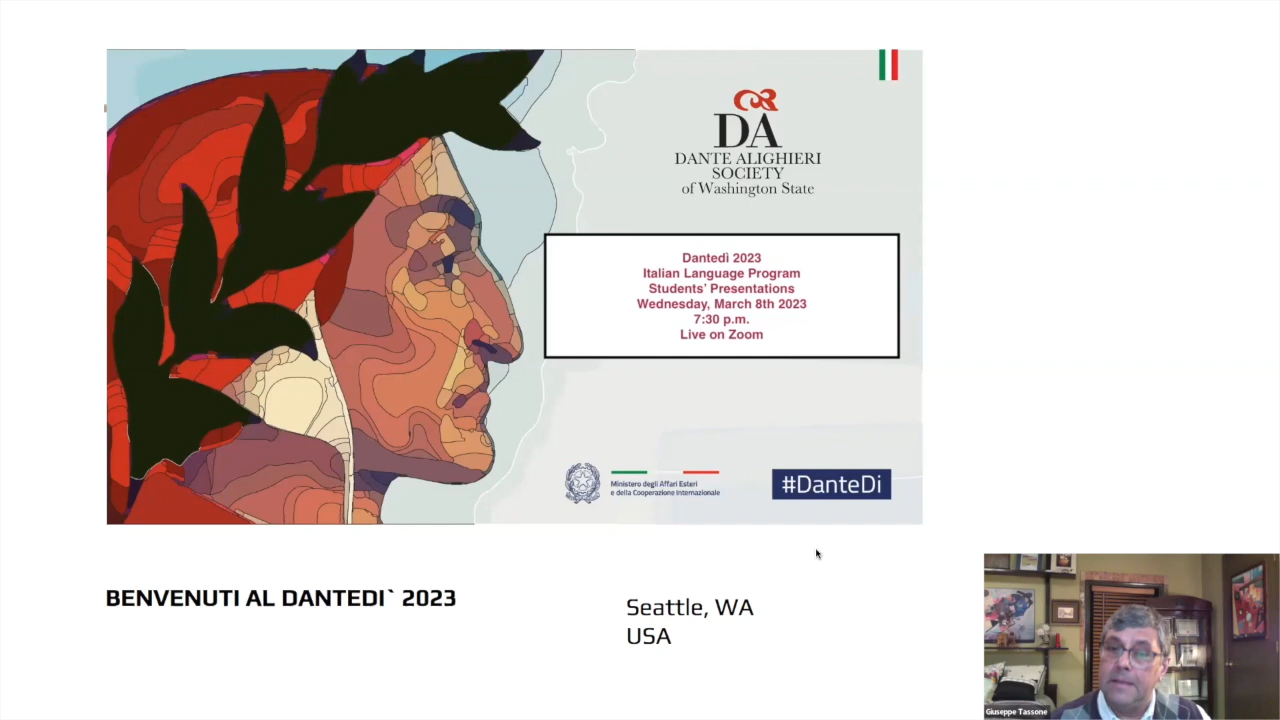 DA
DANTE ALIGHIERI
SOCIETY
of Washington State
Dantedì 2023
Italian Language Program
Students’ Presentations
Wednesday, March 8th 2023
7:30 p.m.
Live on Zoom
Ministero degli Affari Esteri
e della Cooperazione Internazionale
#DanteDi
BENVENUTI AL DANTEDI` 2023
Seattle, WA
USA
Giuseppe Tassone